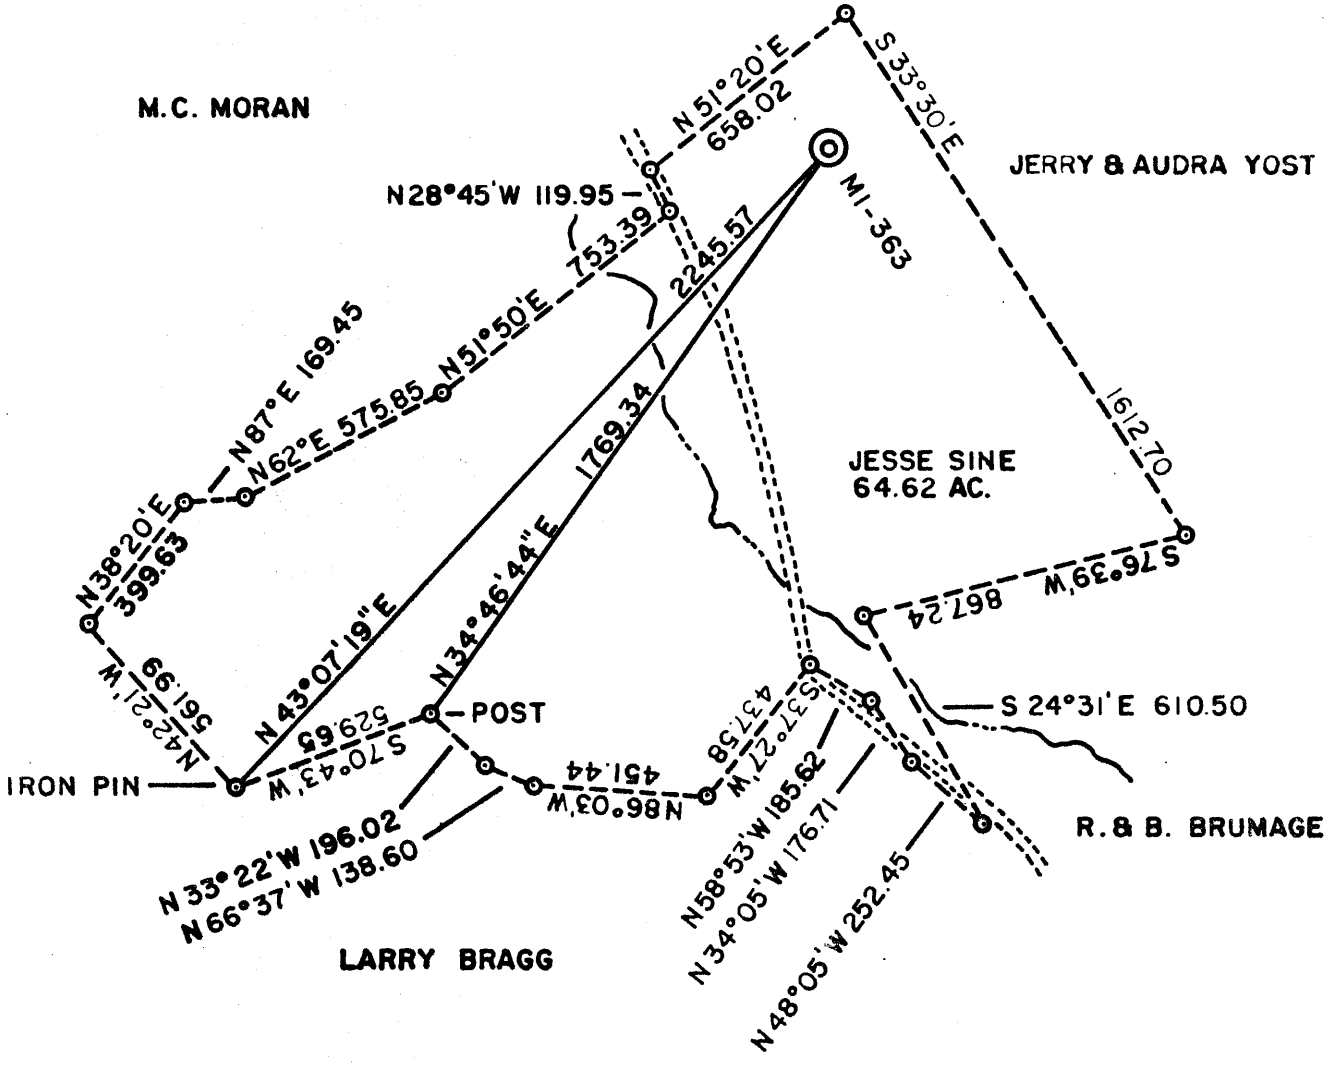 M.C. MORAN
N 51°20'E
658.02
S 33°30'E
1612.70
JERRY & AUDRA YOST
N28°45'W 119.95
753.39
N51°50'E
2245.57
MI-363
N87°E 169.45
N62°E 575.85
1769.34
JESSE SINE
64.62 AC.
N38°20'E
399.63
S76°39'W
867.24
N 43°07'19"E
N 34°46'44"E
N42°21'W
561.99
POST
529.65
S70°43'W
IRON PIN
437.58
S37°27'W
451.44
N86°03'W
S 24°31'E 610.50
R. & B. BRUMAGE
N 33°22'W 196.02
N 66°37'W 138.60
N58°53'W 185.62
N 34°05'W 176.71
N 48°05'W 252.45
LARRY BRAGG